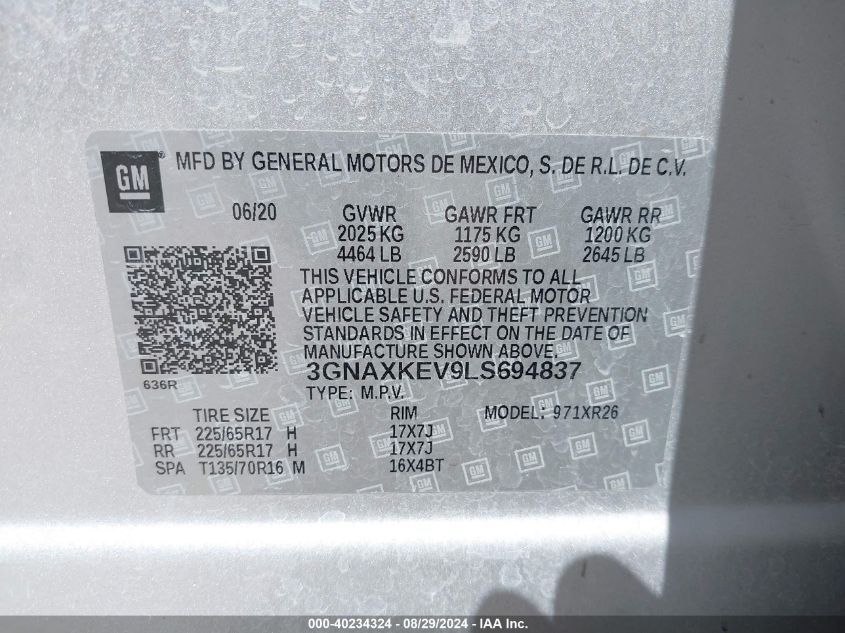 GM ® MFD BY GENERAL MOTORS DE MEXICO, S. DE R.L. DE C.V.
06/20 GVWR GAWR FRT GAWR RR
2025 KG 1175 KG 1200 KG
4464 LB 2590 LB 2645 LB
THIS VEHICLE CONFORMS TO ALL
APPLICABLE U.S. FEDERAL MOTOR
VEHICLE SAFETY AND THEFT PREVENTION
STANDARDS IN EFFECT ON THE DATE OF
MANUFACTURE SHOWN ABOVE.
636R 3GNAXKEV9LS694837
TYPE: M.P.V.
TIRE SIZE RIM MODEL: 971XR26
FRT 225/65R17 H 17X7J
RR 225/65R17 H 17X7J
SPA T135/70R16 M 16X4BT
000-40234324 - 08/29/2024 - IAA Inc.